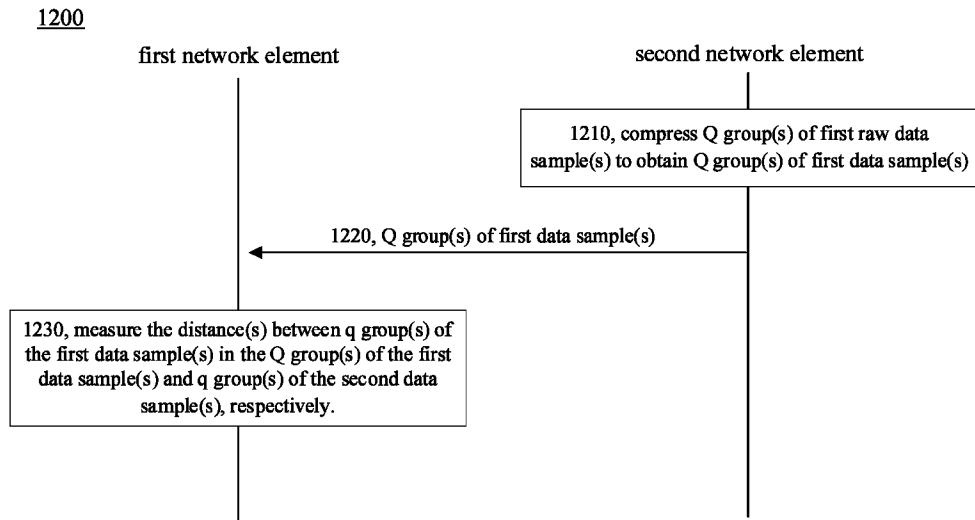 1200
first network element
second network element
1210, compress Q group(s) of first raw data
sample(s) to obtain Q group(s) of first data sample(s)
1220, Q group(s) of first data sample(s)
1230, measure the distance(s) between q group(s) of
the first data sample(s) in the Q group(s) of the first
data sample(s) and q group(s) of the second data
sample(s), respectively.